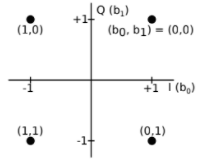 Q (b₁)
+1
(1,0)
(b₀, b₁) = (0,0)
-1
+1
I (b₀)
(1,1)
-1
(0,1)